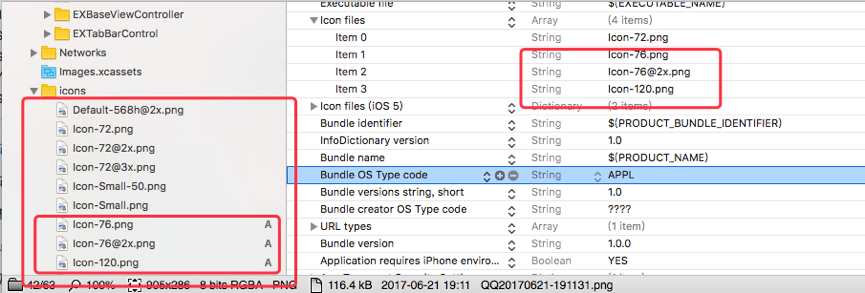 EXBaseViewController
EXTabBarControl
Networks
Images.xcassets
icons
Default-568h@2x.png
Icon-72.png
Icon-72@2x.png
Icon-72@3x.png
Icon-Small-50.png
Icon-Small.png
Icon-76.png A
Icon-76@2x.png A
Icon-120.png A
Executable file String $(EXECUTABLE_NAME)
Icon files Array (4 items)
Item 0 String Icon-72.png
Item 1 String Icon-76.png
Item 2 String Icon-76@2x.png
Item 3 String Icon-120.png
Icon files (iOS 5) Dictionary (2 items)
Bundle identifier String $(PRODUCT_BUNDLE_IDENTIFIER)
InfoDictionary version String 1.0
Bundle name String $(PRODUCT_NAME)
Bundle OS Type code String APPL
Bundle versions string, short String 1.0
Bundle creator OS Type code String ????
URL types Array (1 item)
Bundle version String 1.0.0
Application requires iPhone enviro... Boolean YES
42/63 100% 905x286 8 bits RGBA PNG 116.4 kB 2017-06-21 19:11 QQ20170621-191131.png